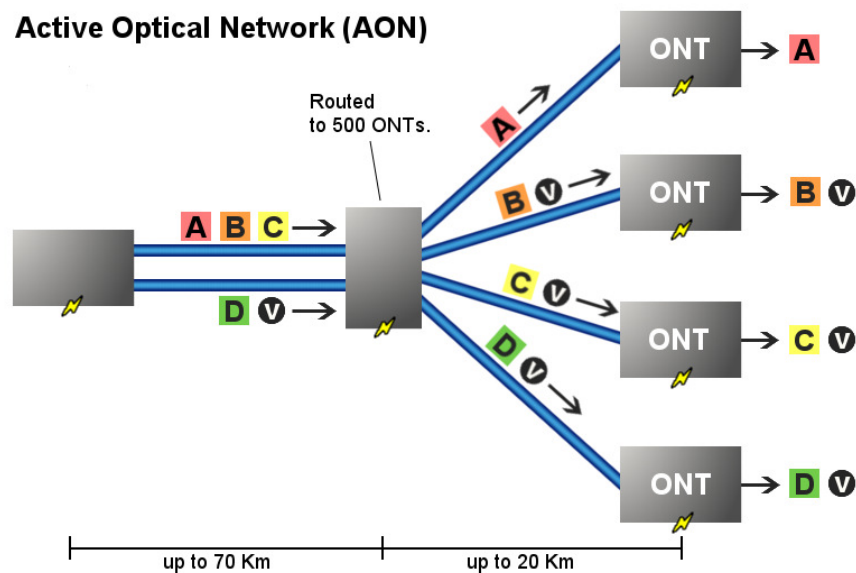 Active Optical Network (AON)
Routed
to 500 ONTs.
A B C
D V
A
B V
C V
D V
ONT
A
ONT
B V
ONT
C V
ONT
D V
up to 70 Km
up to 20 Km